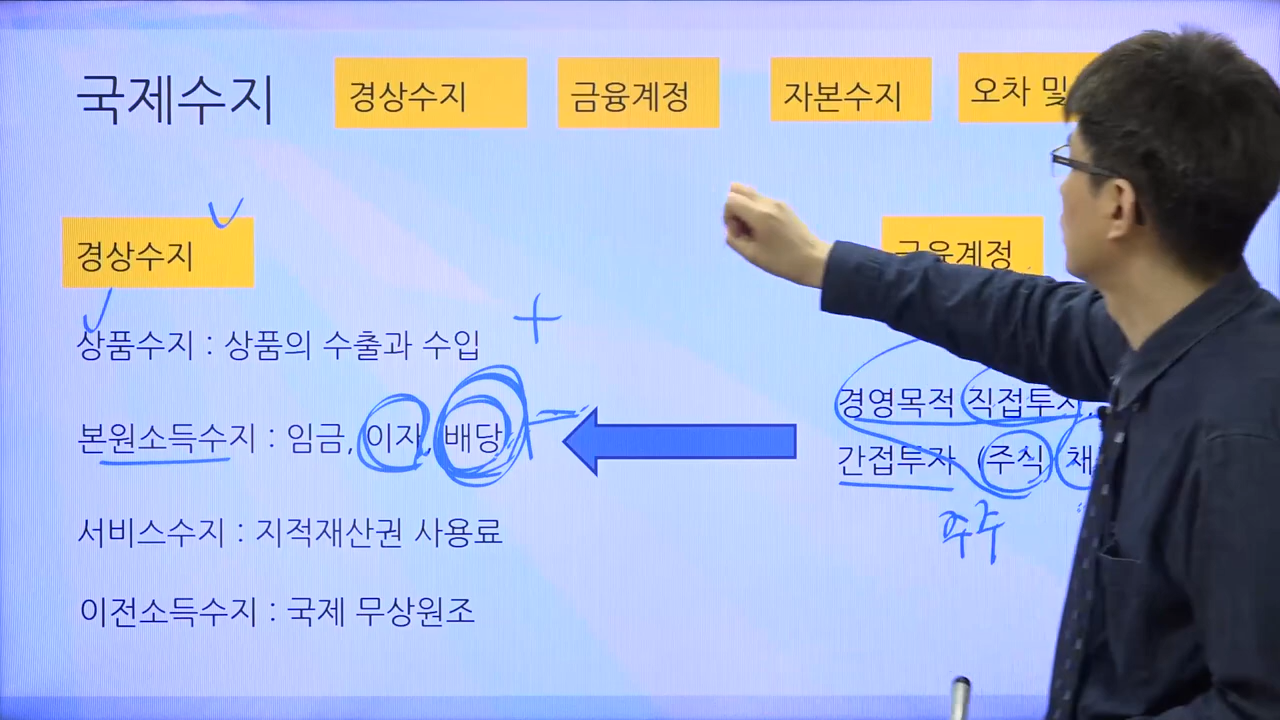 국제수지 경상수지 금융계정 자본수지 오차 및
경상수지 금융계정
상품수지 : 상품의 수출과 수입 +
경영목적 직접투자,
본원소득수지 : 임금, 이자, 배당,
간접투자 (주식
서비스수지 : 지적재산권 사용료
주주
이전소득수지 : 국제 무상원조